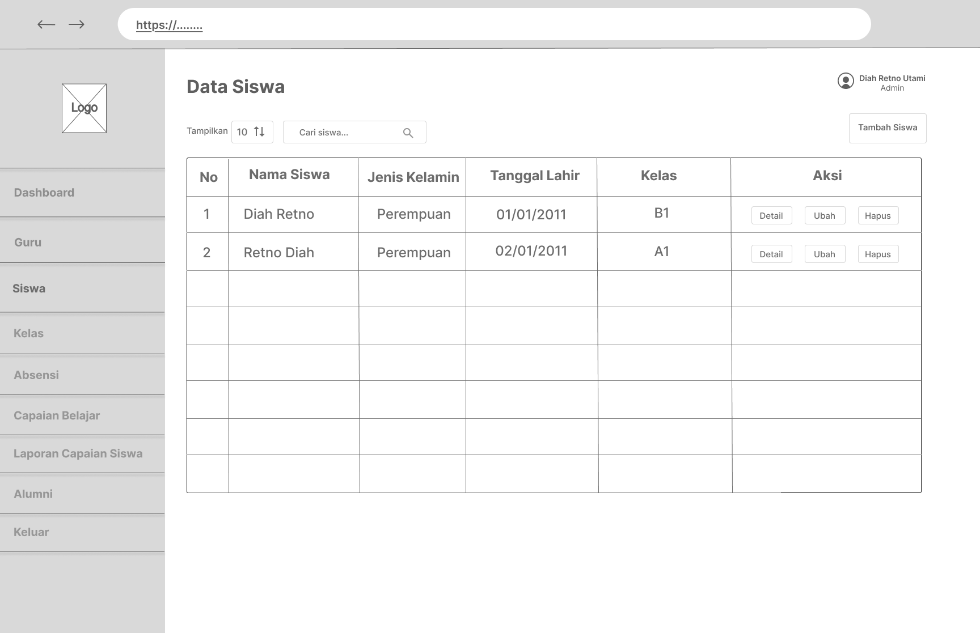 https://........
Logo
Dashboard
Guru
Siswa
Kelas
Absensi
Capaian Belajar
Laporan Capaian Siswa
Alumni
Keluar
Data Siswa
Diah Retno Utami
Admin
Tampilkan 10 Cari siswa...
Tambah Siswa
No Nama Siswa Jenis Kelamin Tanggal Lahir Kelas Aksi
1 Diah Retno Perempuan 01/01/2011 B1 Detail Ubah Hapus
2 Retno Diah Perempuan 02/01/2011 A1 Detail Ubah Hapus